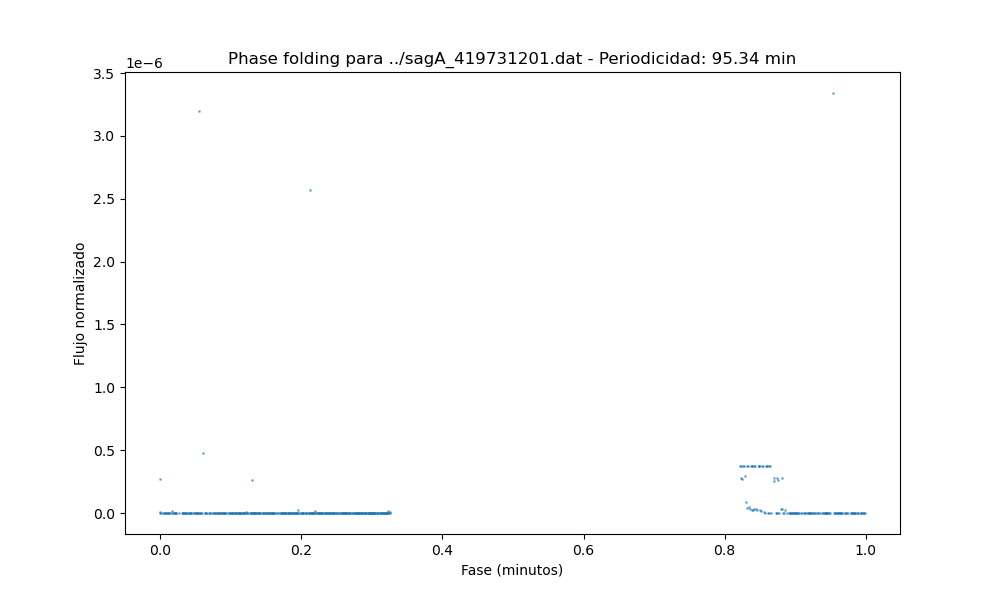 Phase folding para ../sagA_419731201.dat - Periodicidad: 95.34 min
1e−6
3.5
3.0
2.5
2.0
1.5
1.0
0.5
0.0
Flujo normalizado
0.0 0.2 0.4 0.6 0.8 1.0
Fase (minutos)